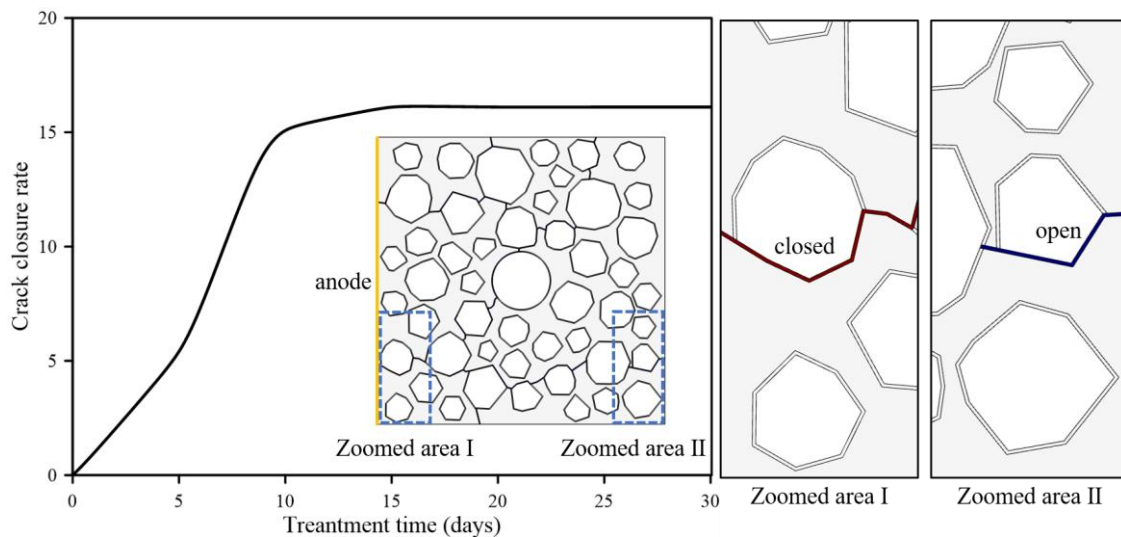 20
15
10
5
0
Crack closure rate
0
5
10
15
20
25
30
Treantment time (days)
anode
Zoomed area I
Zoomed area II
closed
Zoomed area I
open
Zoomed area II